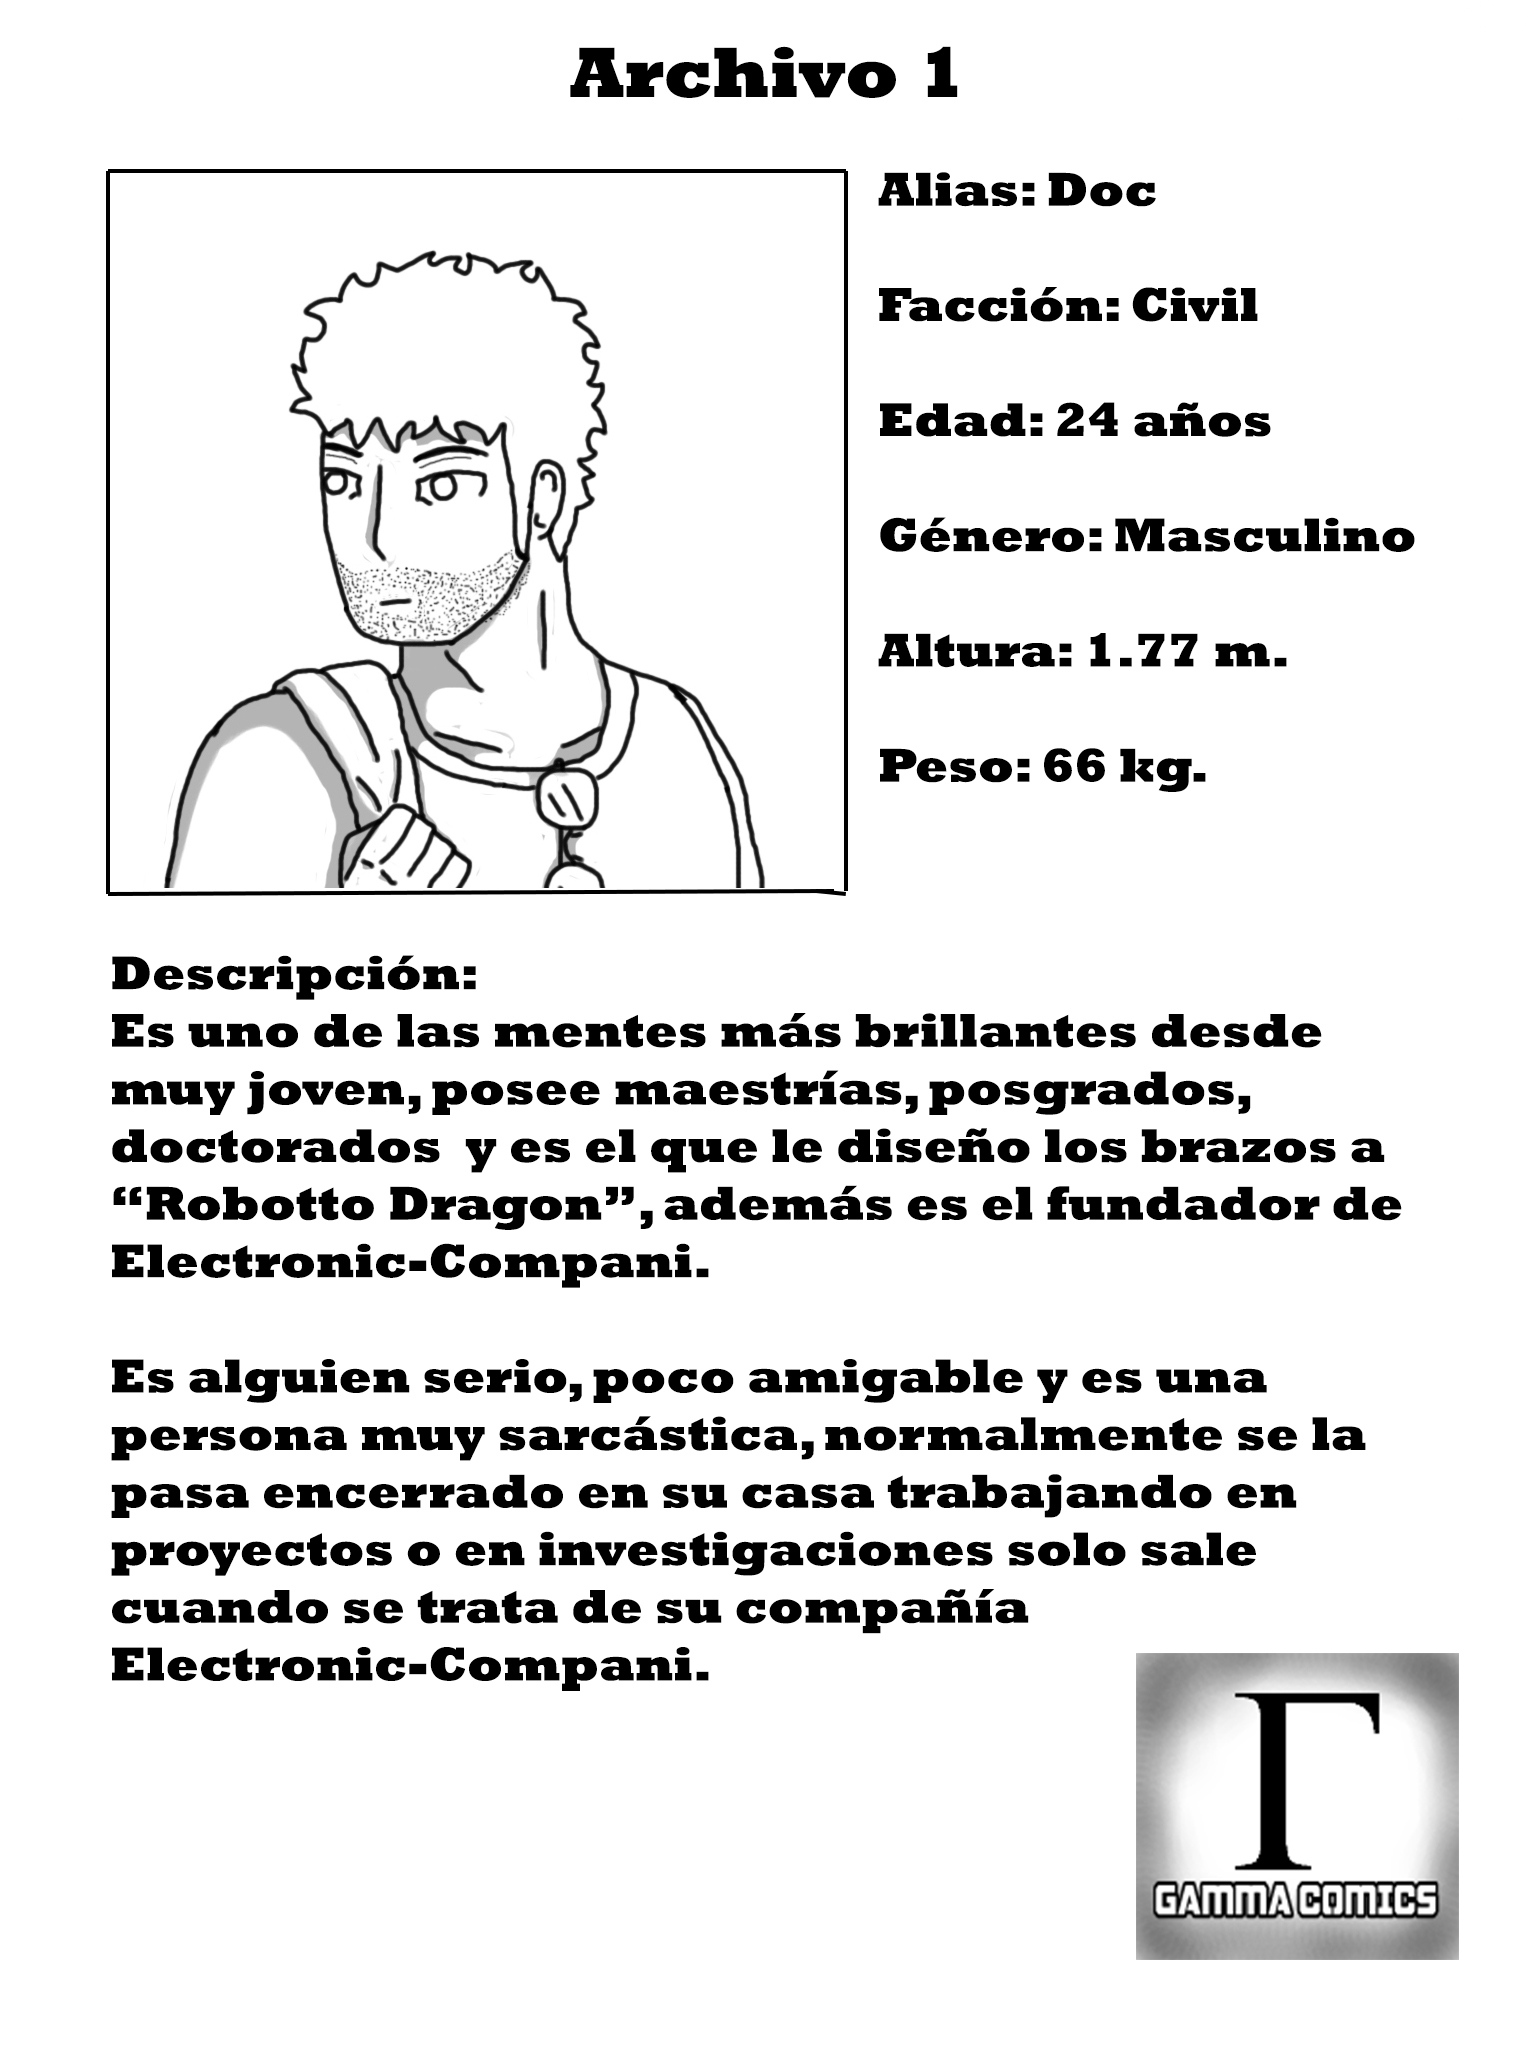 Archivo 1
Alias: Doc
Facción: Civil
Edad: 24 años
Género: Masculino
Altura: 1.77 m.
Peso: 66 kg.
Descripción:
Es uno de las mentes más brillantes desde
muy joven, posee maestrías, posgrados,
doctorados  y es el que le diseño los brazos a
“Robotto Dragon”, además es el fundador de
Electronic-Compani.
Es alguien serio, poco amigable y es una
persona muy sarcástica, normalmente se la
pasa encerrado en su casa trabajando en
proyectos o en investigaciones solo sale
cuando se trata de su compañía
Electronic-Compani.
Γ
GAMMA COMICS